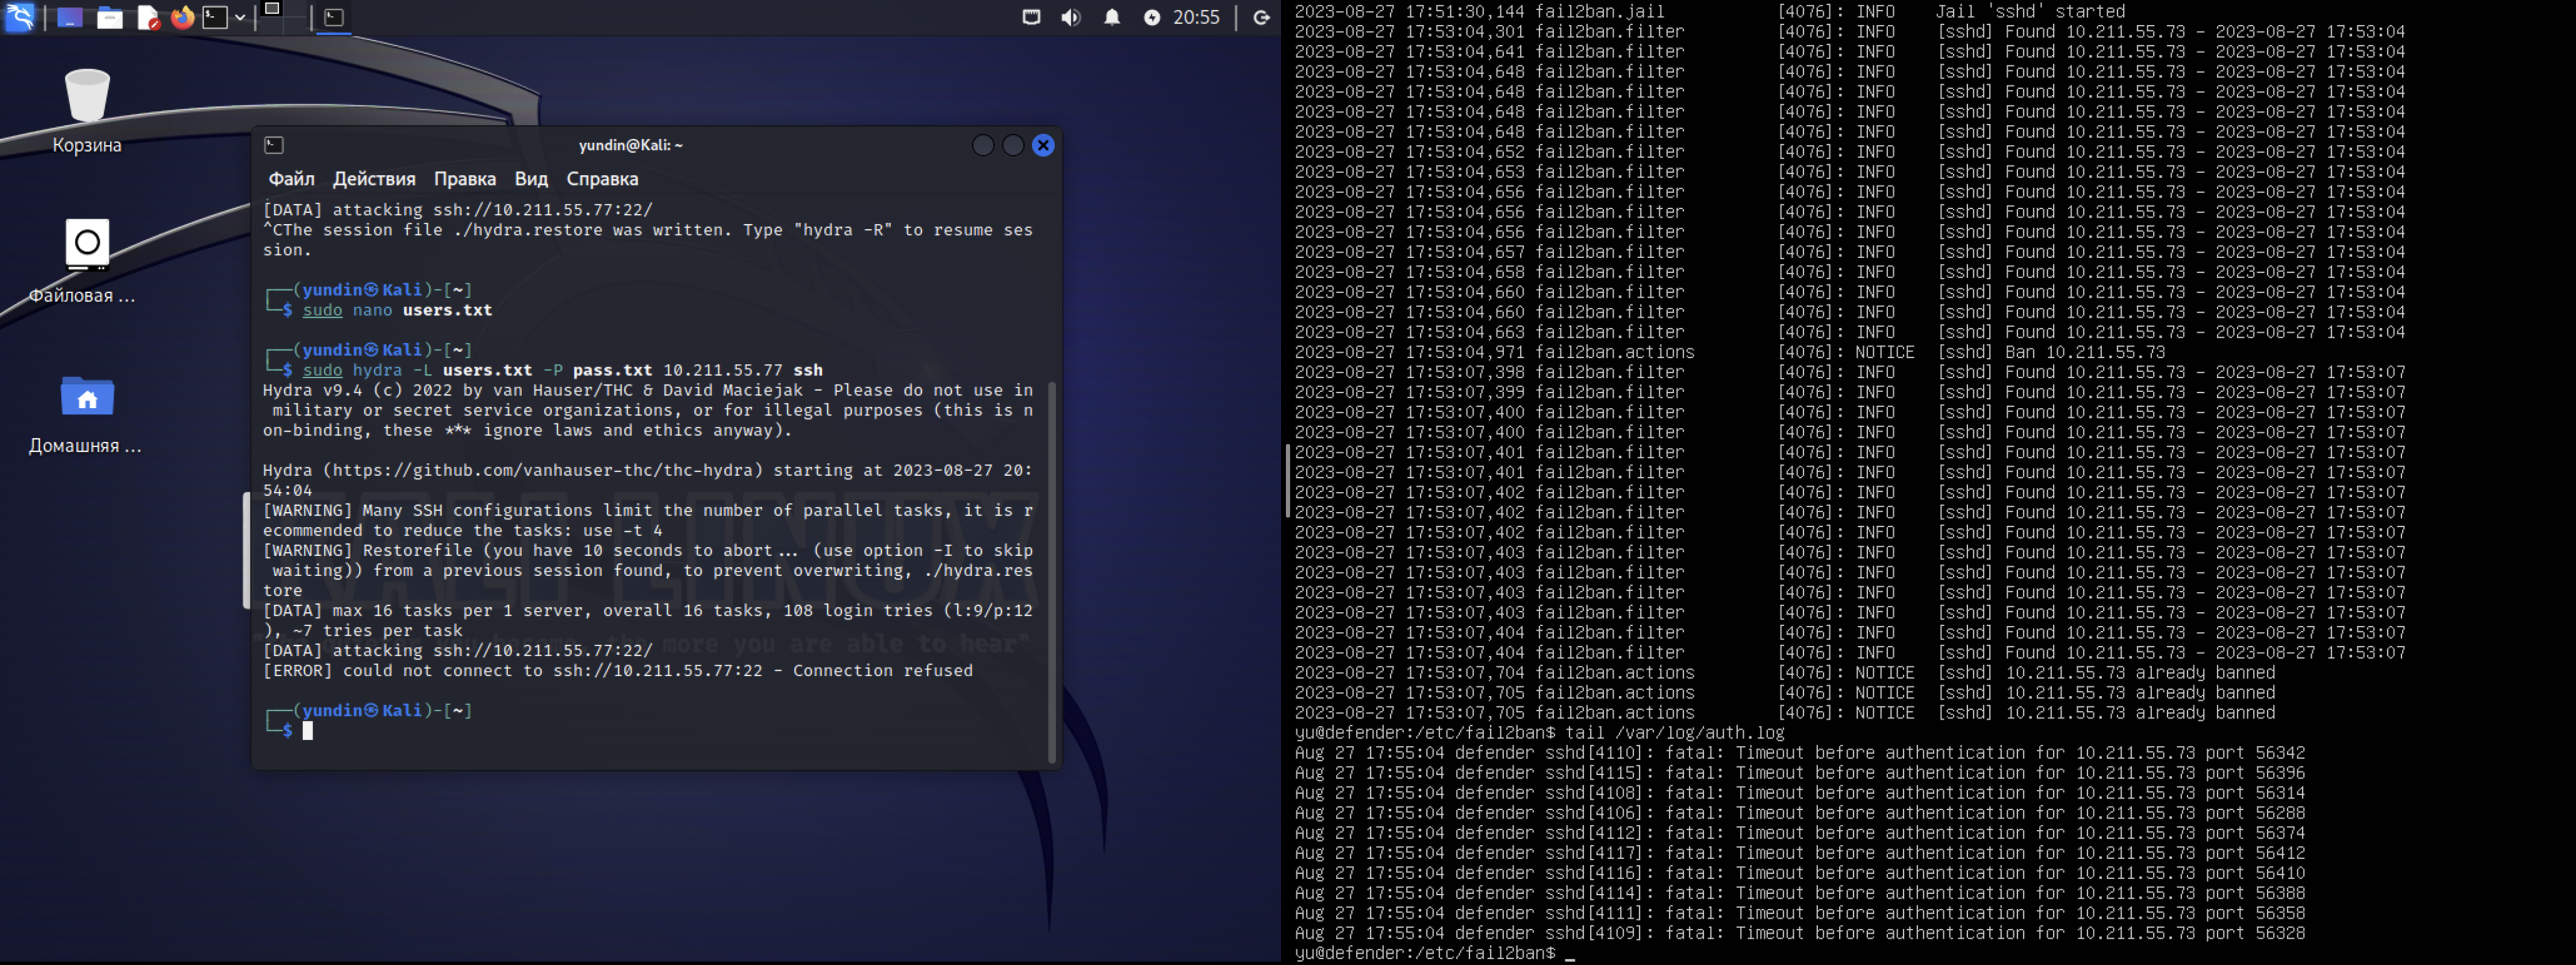 20:55
Корзина
Файловая ...
Домашняя ...
yundin@Kali: ~
Файл Действия Правка Вид Справка
[DATA] attacking ssh://10.211.55.77:22/
^CThe session file ./hydra.restore was written. Type "hydra -R" to resume ses
sion.
┌──(yundin㉿Kali)-[~]
└─$ sudo nano users.txt
┌──(yundin㉿Kali)-[~]
└─$ sudo hydra -L users.txt -P pass.txt 10.211.55.77 ssh
Hydra v9.4 (c) 2022 by van Hauser/THC & David Maciejak - Please do not use in
 military or secret service organizations, or for illegal purposes (this is n
on-binding, these *** ignore laws and ethics anyway).
Hydra (https://github.com/vanhauser-thc/thc-hydra) starting at 2023-08-27 20:
54:04
[WARNING] Many SSH configurations limit the number of parallel tasks, it is r
ecommended to reduce the tasks: use -t 4
[WARNING] Restorefile (you have 10 seconds to abort... (use option -I to skip
 waiting)) from a previous session found, to prevent overwriting, ./hydra.res
tore
[DATA] max 16 tasks per 1 server, overall 16 tasks, 108 login tries (l:9/p:12
), ~7 tries per task
[DATA] attacking ssh://10.211.55.77:22/
[ERROR] could not connect to ssh://10.211.55.77:22 - Connection refused
┌──(yundin㉿Kali)-[~]
└─$
KALI LINUX
the more you are able to hear"
2023-08-27 17:51:30,144 fail2ban.jail [4076]: INFO Jail 'sshd' started
2023-08-27 17:53:04,301 fail2ban.filter [4076]: INFO [sshd] Found 10.211.55.73 - 2023-08-27 17:53:04
2023-08-27 17:53:04,641 fail2ban.filter [4076]: INFO [sshd] Found 10.211.55.73 - 2023-08-27 17:53:04
2023-08-27 17:53:04,648 fail2ban.filter [4076]: INFO [sshd] Found 10.211.55.73 - 2023-08-27 17:53:04
2023-08-27 17:53:04,648 fail2ban.filter [4076]: INFO [sshd] Found 10.211.55.73 - 2023-08-27 17:53:04
2023-08-27 17:53:04,648 fail2ban.filter [4076]: INFO [sshd] Found 10.211.55.73 - 2023-08-27 17:53:04
2023-08-27 17:53:04,648 fail2ban.filter [4076]: INFO [sshd] Found 10.211.55.73 - 2023-08-27 17:53:04
2023-08-27 17:53:04,652 fail2ban.filter [4076]: INFO [sshd] Found 10.211.55.73 - 2023-08-27 17:53:04
2023-08-27 17:53:04,653 fail2ban.filter [4076]: INFO [sshd] Found 10.211.55.73 - 2023-08-27 17:53:04
2023-08-27 17:53:04,656 fail2ban.filter [4076]: INFO [sshd] Found 10.211.55.73 - 2023-08-27 17:53:04
2023-08-27 17:53:04,656 fail2ban.filter [4076]: INFO [sshd] Found 10.211.55.73 - 2023-08-27 17:53:04
2023-08-27 17:53:04,656 fail2ban.filter [4076]: INFO [sshd] Found 10.211.55.73 - 2023-08-27 17:53:04
2023-08-27 17:53:04,657 fail2ban.filter [4076]: INFO [sshd] Found 10.211.55.73 - 2023-08-27 17:53:04
2023-08-27 17:53:04,658 fail2ban.filter [4076]: INFO [sshd] Found 10.211.55.73 - 2023-08-27 17:53:04
2023-08-27 17:53:04,660 fail2ban.filter [4076]: INFO [sshd] Found 10.211.55.73 - 2023-08-27 17:53:04
2023-08-27 17:53:04,660 fail2ban.filter [4076]: INFO [sshd] Found 10.211.55.73 - 2023-08-27 17:53:04
2023-08-27 17:53:04,663 fail2ban.filter [4076]: INFO [sshd] Found 10.211.55.73 - 2023-08-27 17:53:04
2023-08-27 17:53:04,971 fail2ban.actions [4076]: NOTICE [sshd] Ban 10.211.55.73
2023-08-27 17:53:07,398 fail2ban.filter [4076]: INFO [sshd] Found 10.211.55.73 - 2023-08-27 17:53:07
2023-08-27 17:53:07,399 fail2ban.filter [4076]: INFO [sshd] Found 10.211.55.73 - 2023-08-27 17:53:07
2023-08-27 17:53:07,400 fail2ban.filter [4076]: INFO [sshd] Found 10.211.55.73 - 2023-08-27 17:53:07
2023-08-27 17:53:07,400 fail2ban.filter [4076]: INFO [sshd] Found 10.211.55.73 - 2023-08-27 17:53:07
2023-08-27 17:53:07,401 fail2ban.filter [4076]: INFO [sshd] Found 10.211.55.73 - 2023-08-27 17:53:07
2023-08-27 17:53:07,401 fail2ban.filter [4076]: INFO [sshd] Found 10.211.55.73 - 2023-08-27 17:53:07
2023-08-27 17:53:07,402 fail2ban.filter [4076]: INFO [sshd] Found 10.211.55.73 - 2023-08-27 17:53:07
2023-08-27 17:53:07,402 fail2ban.filter [4076]: INFO [sshd] Found 10.211.55.73 - 2023-08-27 17:53:07
2023-08-27 17:53:07,402 fail2ban.filter [4076]: INFO [sshd] Found 10.211.55.73 - 2023-08-27 17:53:07
2023-08-27 17:53:07,403 fail2ban.filter [4076]: INFO [sshd] Found 10.211.55.73 - 2023-08-27 17:53:07
2023-08-27 17:53:07,403 fail2ban.filter [4076]: INFO [sshd] Found 10.211.55.73 - 2023-08-27 17:53:07
2023-08-27 17:53:07,403 fail2ban.filter [4076]: INFO [sshd] Found 10.211.55.73 - 2023-08-27 17:53:07
2023-08-27 17:53:07,403 fail2ban.filter [4076]: INFO [sshd] Found 10.211.55.73 - 2023-08-27 17:53:07
2023-08-27 17:53:07,404 fail2ban.filter [4076]: INFO [sshd] Found 10.211.55.73 - 2023-08-27 17:53:07
2023-08-27 17:53:07,404 fail2ban.filter [4076]: INFO [sshd] Found 10.211.55.73 - 2023-08-27 17:53:07
2023-08-27 17:53:07,704 fail2ban.actions [4076]: NOTICE [sshd] 10.211.55.73 already banned
2023-08-27 17:53:07,705 fail2ban.actions [4076]: NOTICE [sshd] 10.211.55.73 already banned
2023-08-27 17:53:07,705 fail2ban.actions [4076]: NOTICE [sshd] 10.211.55.73 already banned
yu@defender:/etc/fail2ban$ tail /var/log/auth.log
Aug 27 17:55:04 defender sshd[4110]: fatal: Timeout before authentication for 10.211.55.73 port 56342
Aug 27 17:55:04 defender sshd[4115]: fatal: Timeout before authentication for 10.211.55.73 port 56396
Aug 27 17:55:04 defender sshd[4108]: fatal: Timeout before authentication for 10.211.55.73 port 56314
Aug 27 17:55:04 defender sshd[4106]: fatal: Timeout before authentication for 10.211.55.73 port 56288
Aug 27 17:55:04 defender sshd[4112]: fatal: Timeout before authentication for 10.211.55.73 port 56374
Aug 27 17:55:04 defender sshd[4117]: fatal: Timeout before authentication for 10.211.55.73 port 56412
Aug 27 17:55:04 defender sshd[4116]: fatal: Timeout before authentication for 10.211.55.73 port 56410
Aug 27 17:55:04 defender sshd[4114]: fatal: Timeout before authentication for 10.211.55.73 port 56388
Aug 27 17:55:04 defender sshd[4111]: fatal: Timeout before authentication for 10.211.55.73 port 56358
Aug 27 17:55:04 defender sshd[4109]: fatal: Timeout before authentication for 10.211.55.73 port 56328
yu@defender:/etc/fail2ban$ _